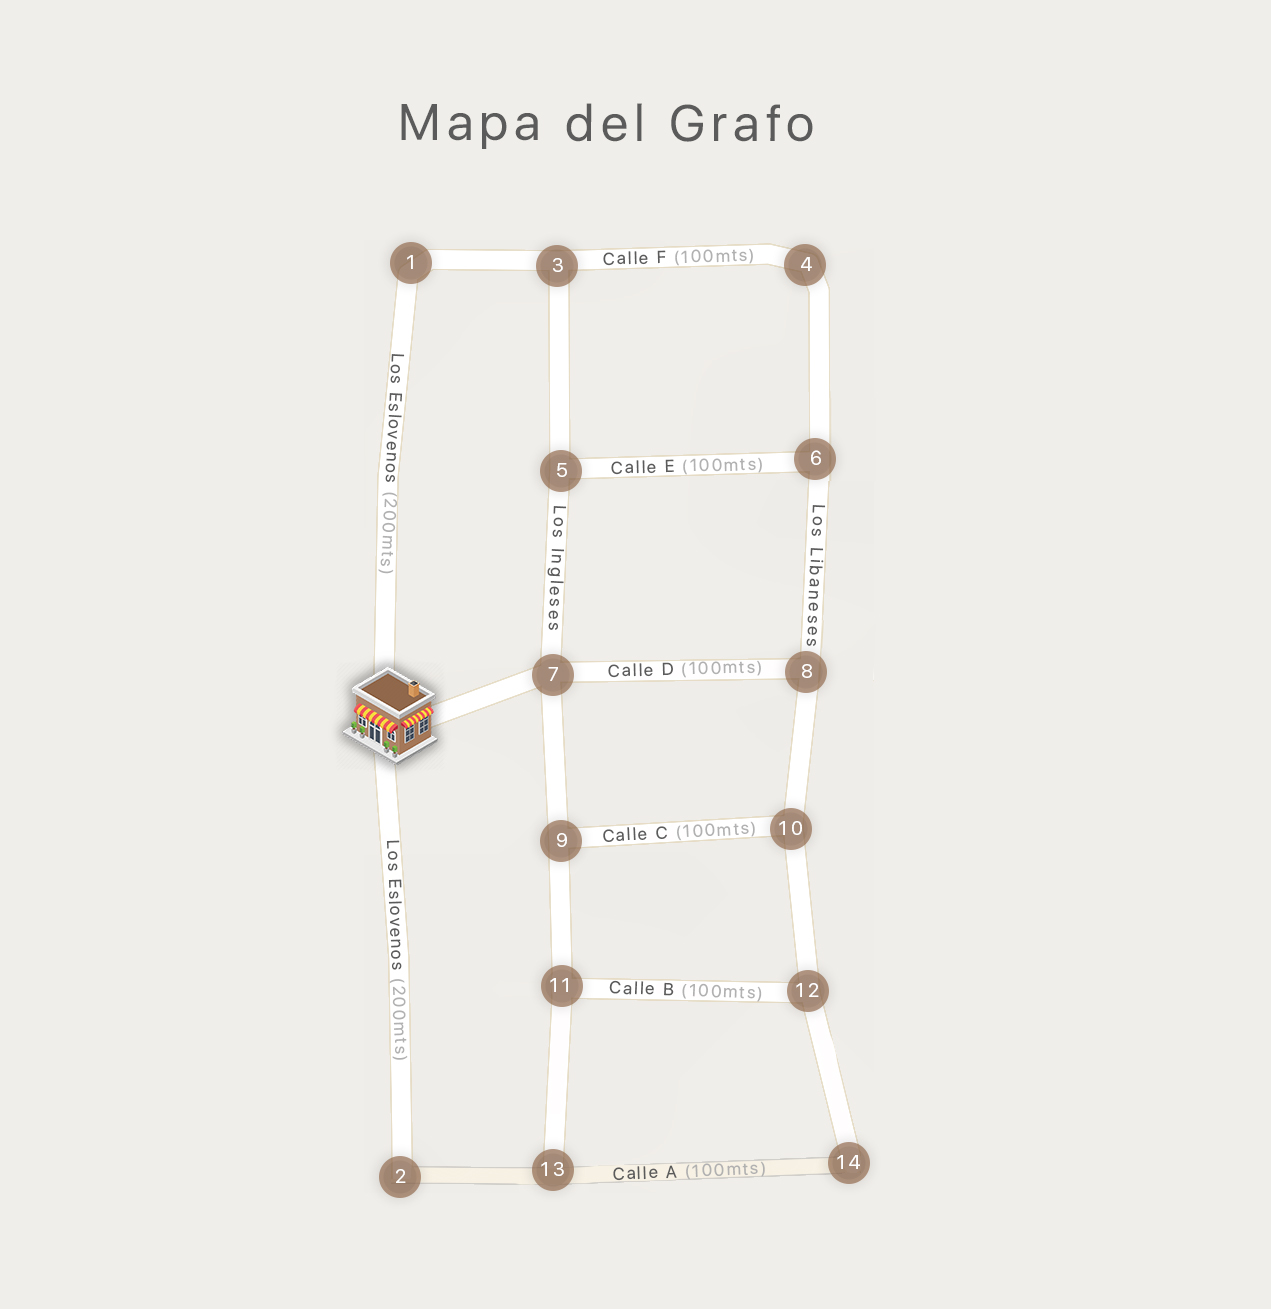 Mapa del Grafo
1
3
Calle F (100mts)
4
Los Eslovenos (200mts)
5
Calle E (100mts)
6
Los Ingleses
Los Libaneses
7
Calle D (100mts)
8
9
Calle C (100mts)
10
Los Eslovenos (200mts)
11
Calle B (100mts)
12
2
13
Calle A (100mts)
14